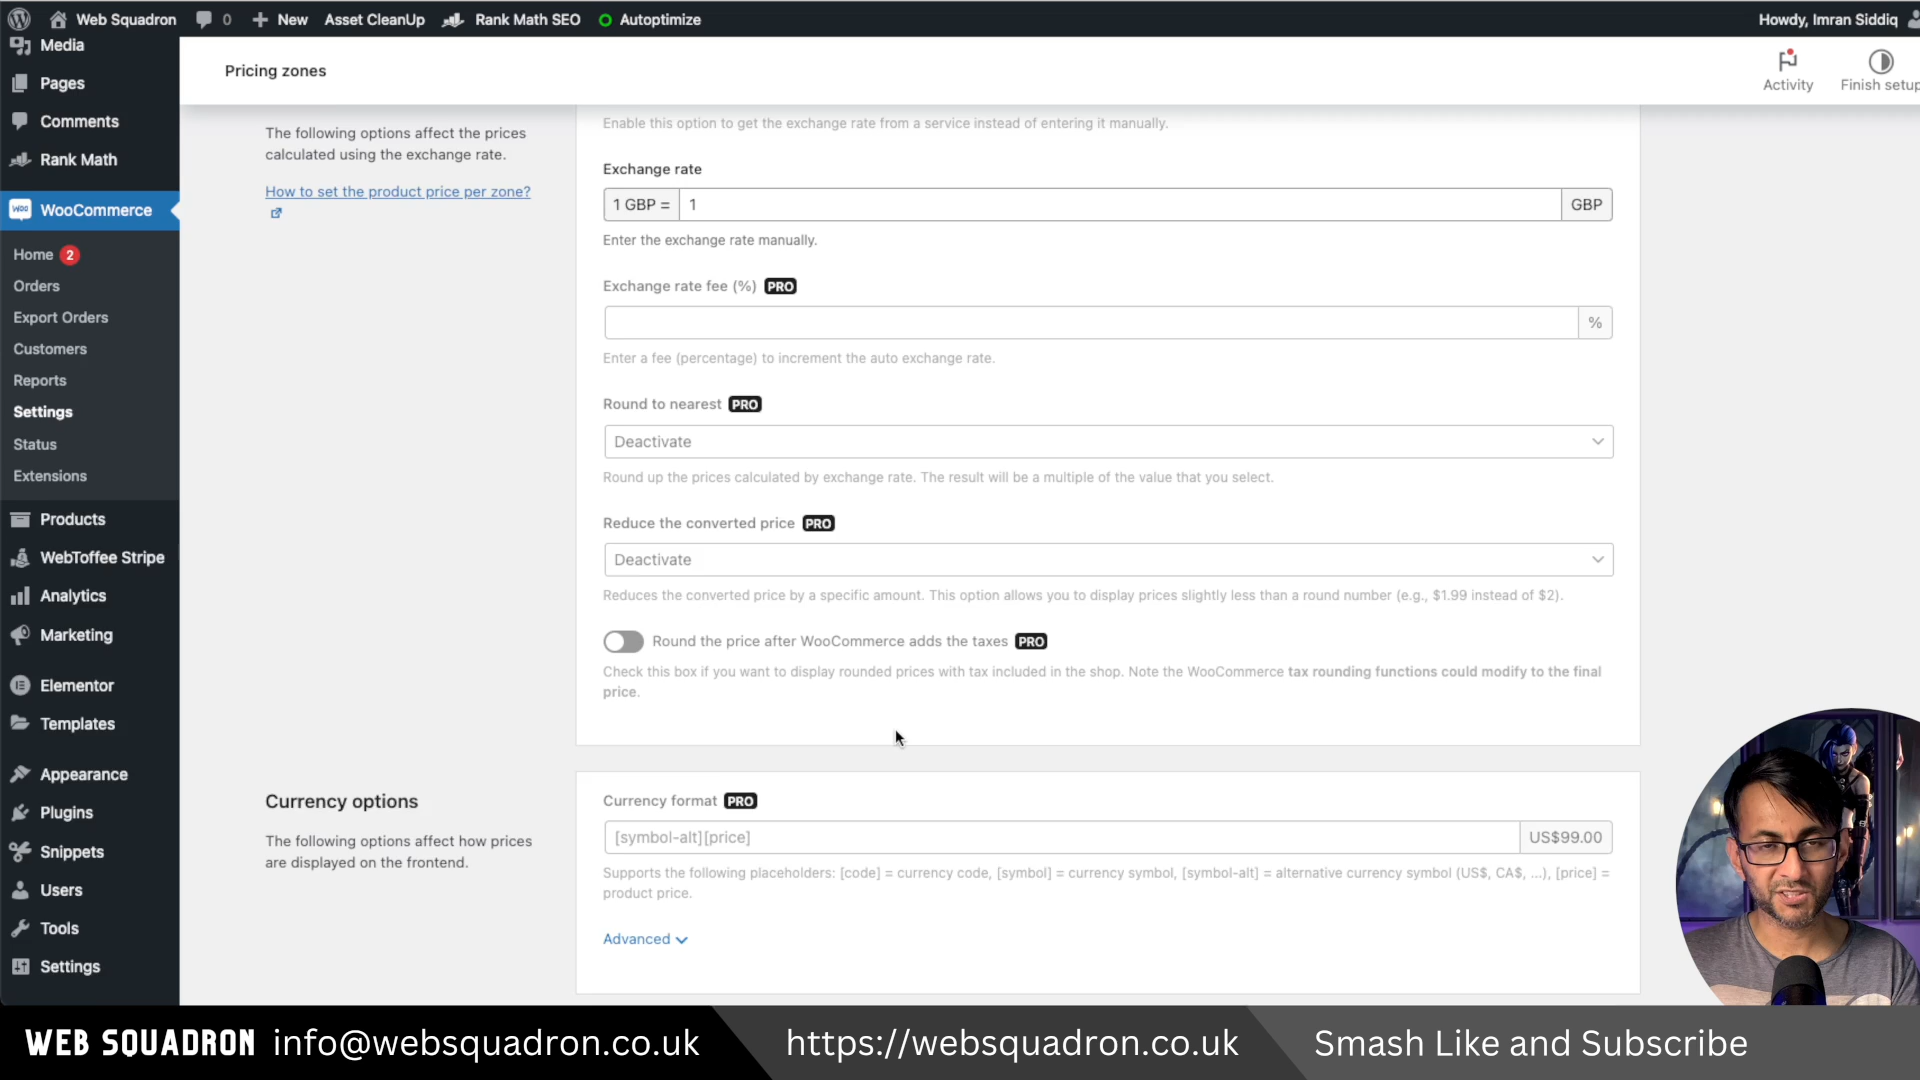 Web Squadron
0
New
Asset CleanUp
Rank Math SEO
Autoptimize
Howdy, Imran Siddiq
Media
Pages
Comments
Rank Math
WooCommerce
Home 2
Orders
Export Orders
Customers
Reports
Settings
Status
Extensions
Products
WebToffee Stripe
Analytics
Marketing
Elementor
Templates
Appearance
Plugins
Snippets
Users
Tools
Settings
Pricing zones
Activity
Finish setup
The following options affect the prices
calculated using the exchange rate.
How to set the product price per zone?
Enable this option to get the exchange rate from a service instead of entering it manually.
Exchange rate
1 GBP = 1 GBP
Enter the exchange rate manually.
Exchange rate fee (%) PRO
%
Enter a fee (percentage) to increment the auto exchange rate.
Round to nearest PRO
Deactivate
Round up the prices calculated by exchange rate. The result will be a multiple of the value that you select.
Reduce the converted price PRO
Deactivate
Reduces the converted price by a specific amount. This option allows you to display prices slightly less than a round number (e.g., $1.99 instead of $2).
Round the price after WooCommerce adds the taxes PRO
Check this box if you want to display rounded prices with tax included in the shop. Note the WooCommerce tax rounding functions could modify to the final
price.
Currency options
The following options affect how prices
are displayed on the frontend.
Currency format PRO
[symbol-alt][price] US$99.00
Supports the following placeholders: [code] = currency code, [symbol] = currency symbol, [symbol-alt] = alternative currency symbol (US$, CA$, ...), [price] =
product price.
Advanced
WEB SQUADRON info@websquadron.co.uk https://websquadron.co.uk Smash Like and Subscribe